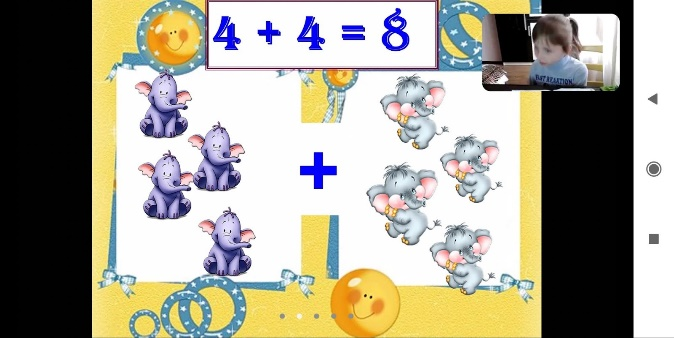 4 + 4 = 8
+